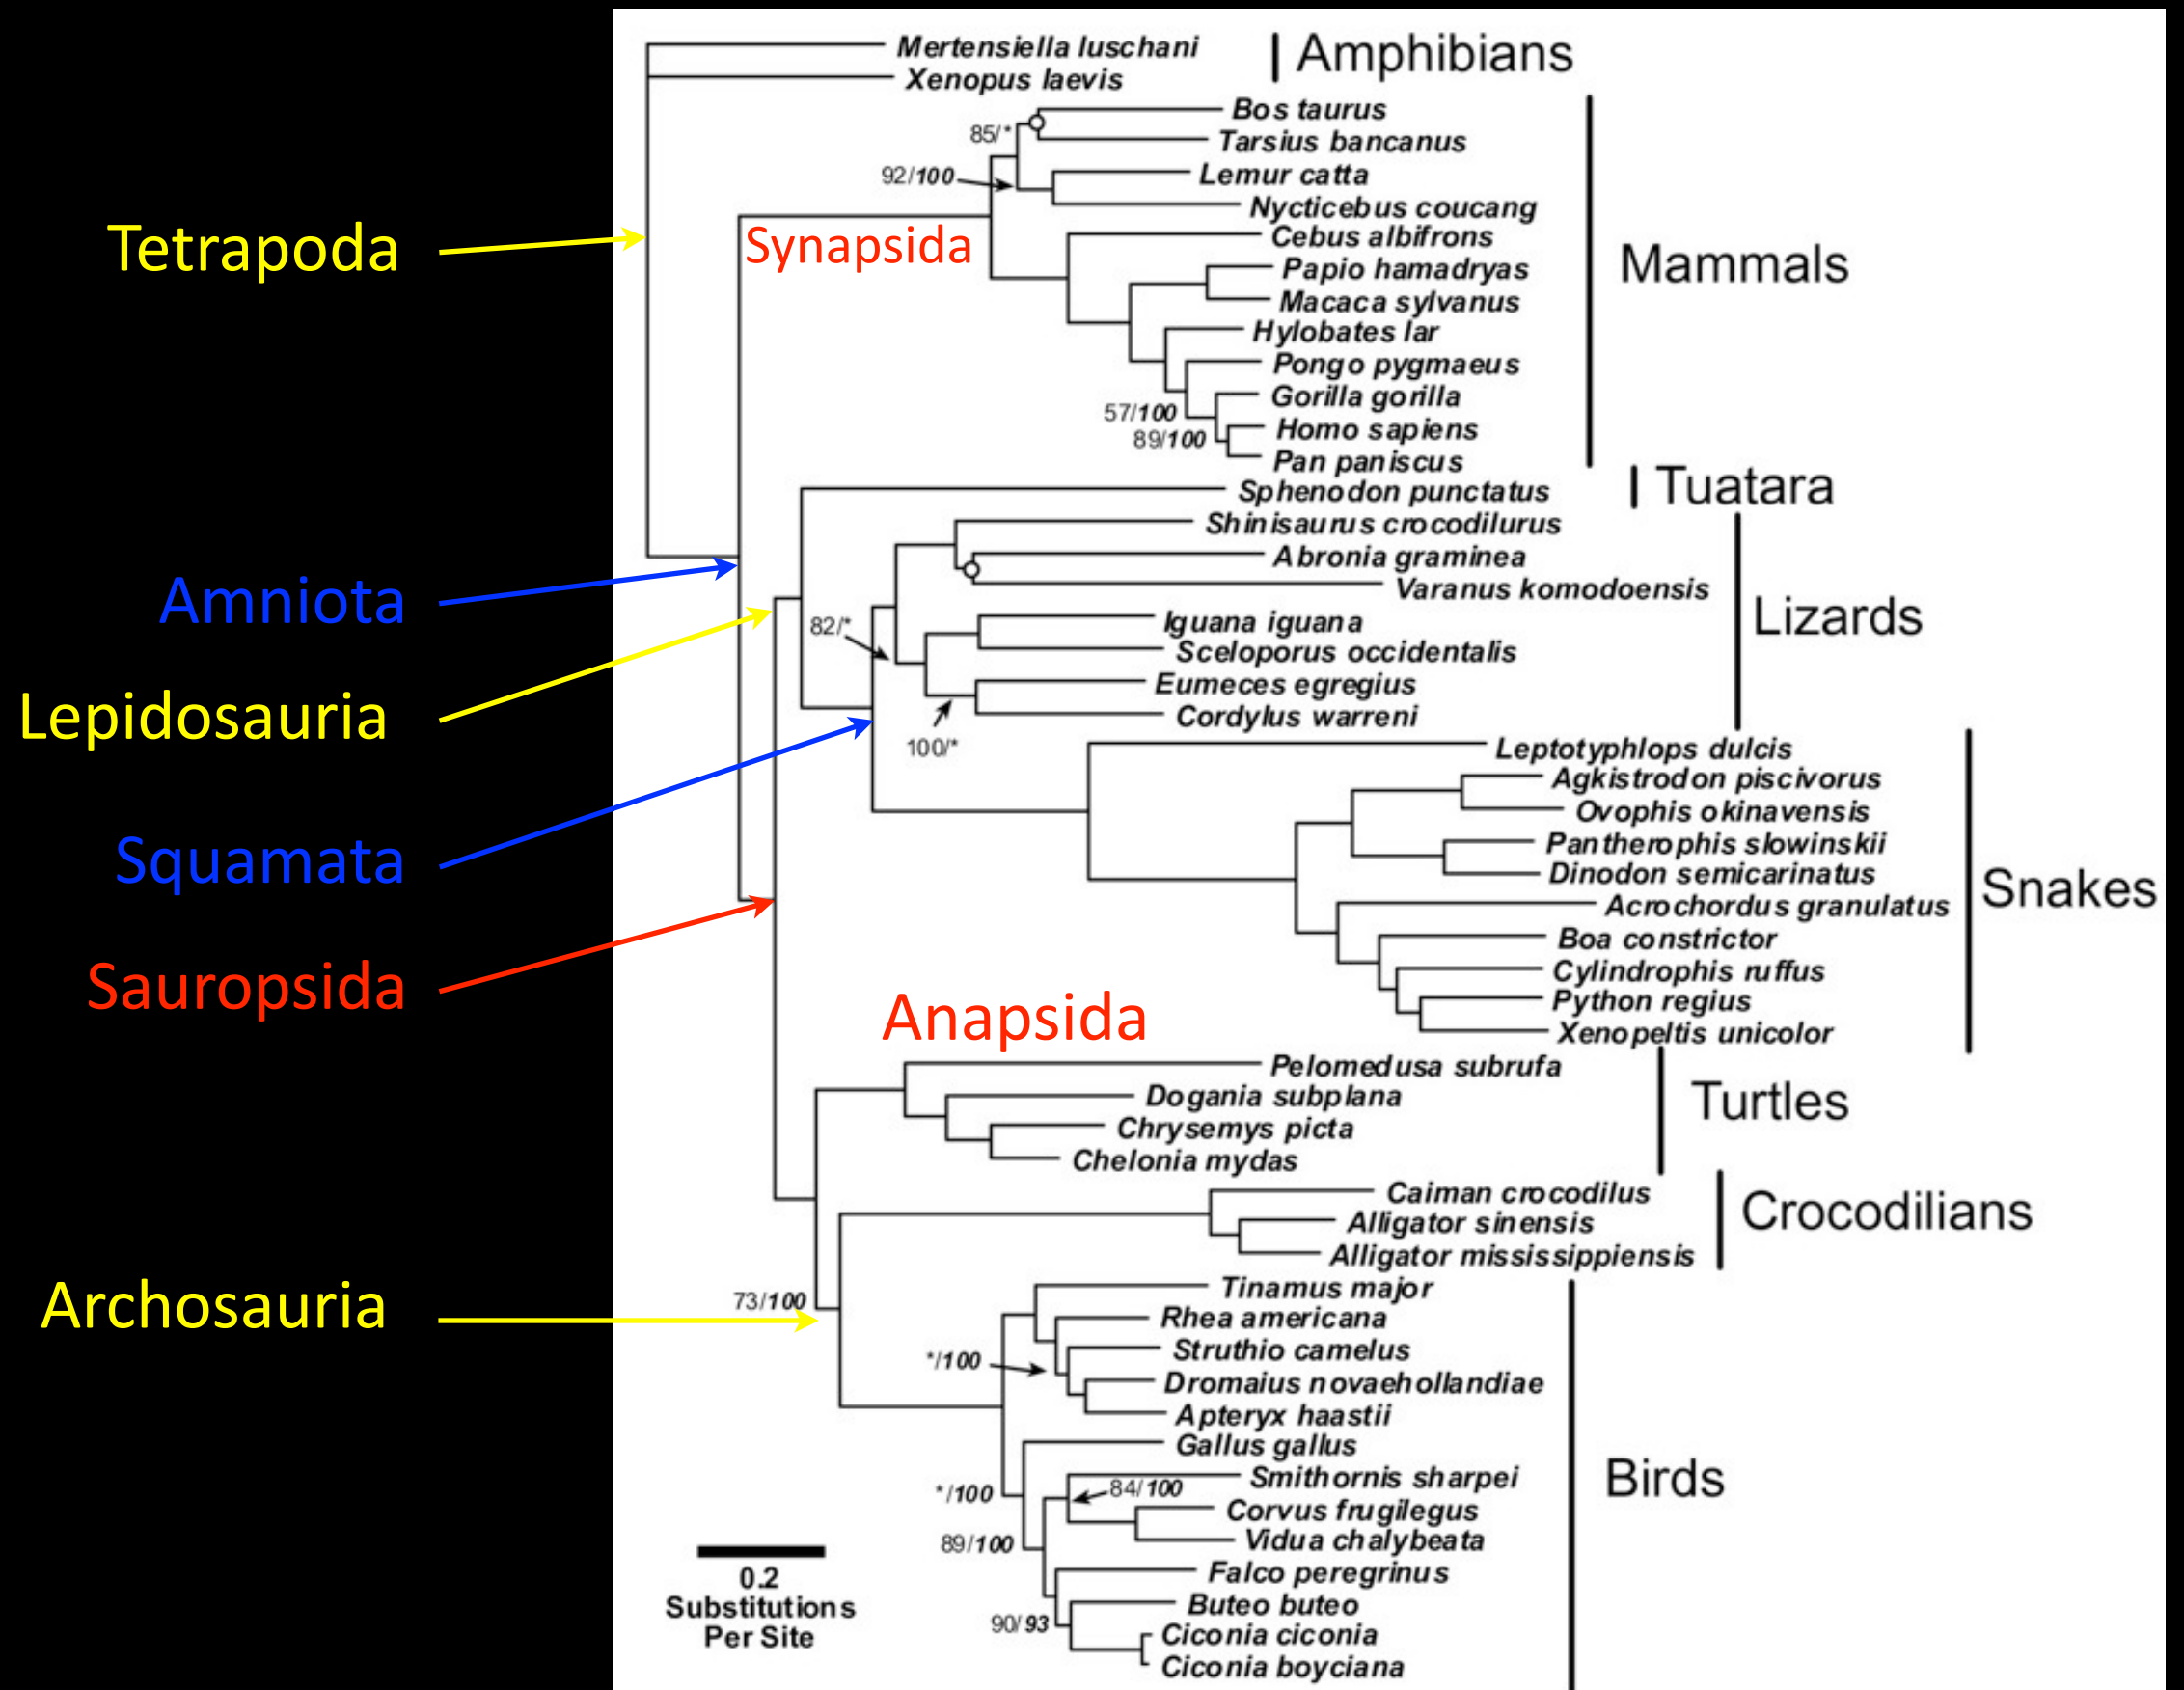 Mertensiella luschani
Xenopus laevis
Amphibians
Bos taurus
85/*
Tarsius bancanus
92/100
Lemur catta
Nycticebus coucang
Tetrapoda
Synapsida
Cebus albifrons
Papio hamadryas
Mammals
Macaca sylvanus
Hylobates lar
Pongo pygmaeus
Gorilla gorilla
57/100
Homo sapiens
89/100
Pan paniscus
Sphenodon punctatus
Tuatara
Shinisaurus crocodilurus
Abronia graminea
Varanus komodoensis
Amniota
82/*
Iguana iguana
Lizards
Sceloporus occidentalis
Eumeces egregius
Lepidosauria
Cordylus warreni
100/*
Leptotyphlops dulcis
Agkistrodon piscivorus
Ovophis okinavensis
Pantherophis slowinskii
Squamata
Dinodon semicarinatus
Snakes
Acrochordus granulatus
Boa constrictor
Cylindrophis ruffus
Sauropsida
Python regius
Anapsida
Xenopeltis unicolor
Pelomedusa subrufa
Dogania subplana
Turtles
Chrysemys picta
Chelonia mydas
Caiman crocodilus
Crocodilians
Alligator sinensis
Alligator mississippiensis
Tinamus major
Archosauria
73/100
Rhea americana
Struthio camelus
*/100
Dromaius novaehollandiae
Apteryx haastii
Gallus gallus
Smithornis sharpei
Birds
84/100
*/100
Corvus frugilegus
Vidua chalybeata
89/100
Falco peregrinus
0.2
Substitutions
Per Site
Buteo buteo
90/93
Ciconia ciconia
Ciconia boyciana